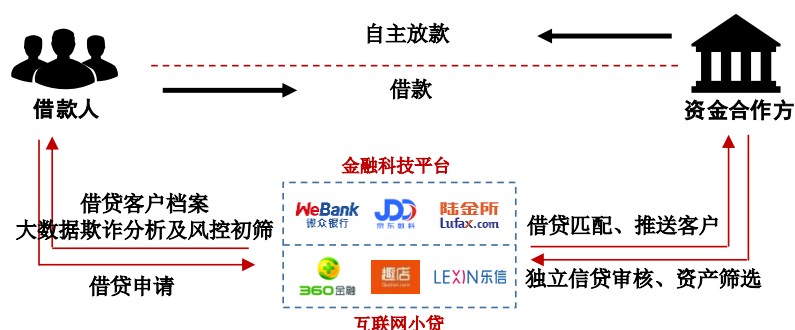 自主放款
借款
借款人
资金合作方
金融科技平台
WeBank
微众银行
JDD
京东数科
陆金所
Lufax.com
借贷客户档案
大数据欺诈分析及风控初筛
借贷申请
借贷匹配、推送客户
独立信贷审核、资产筛选
360金融
趣店
Qudian.com
LEXIN乐信
互联网小贷